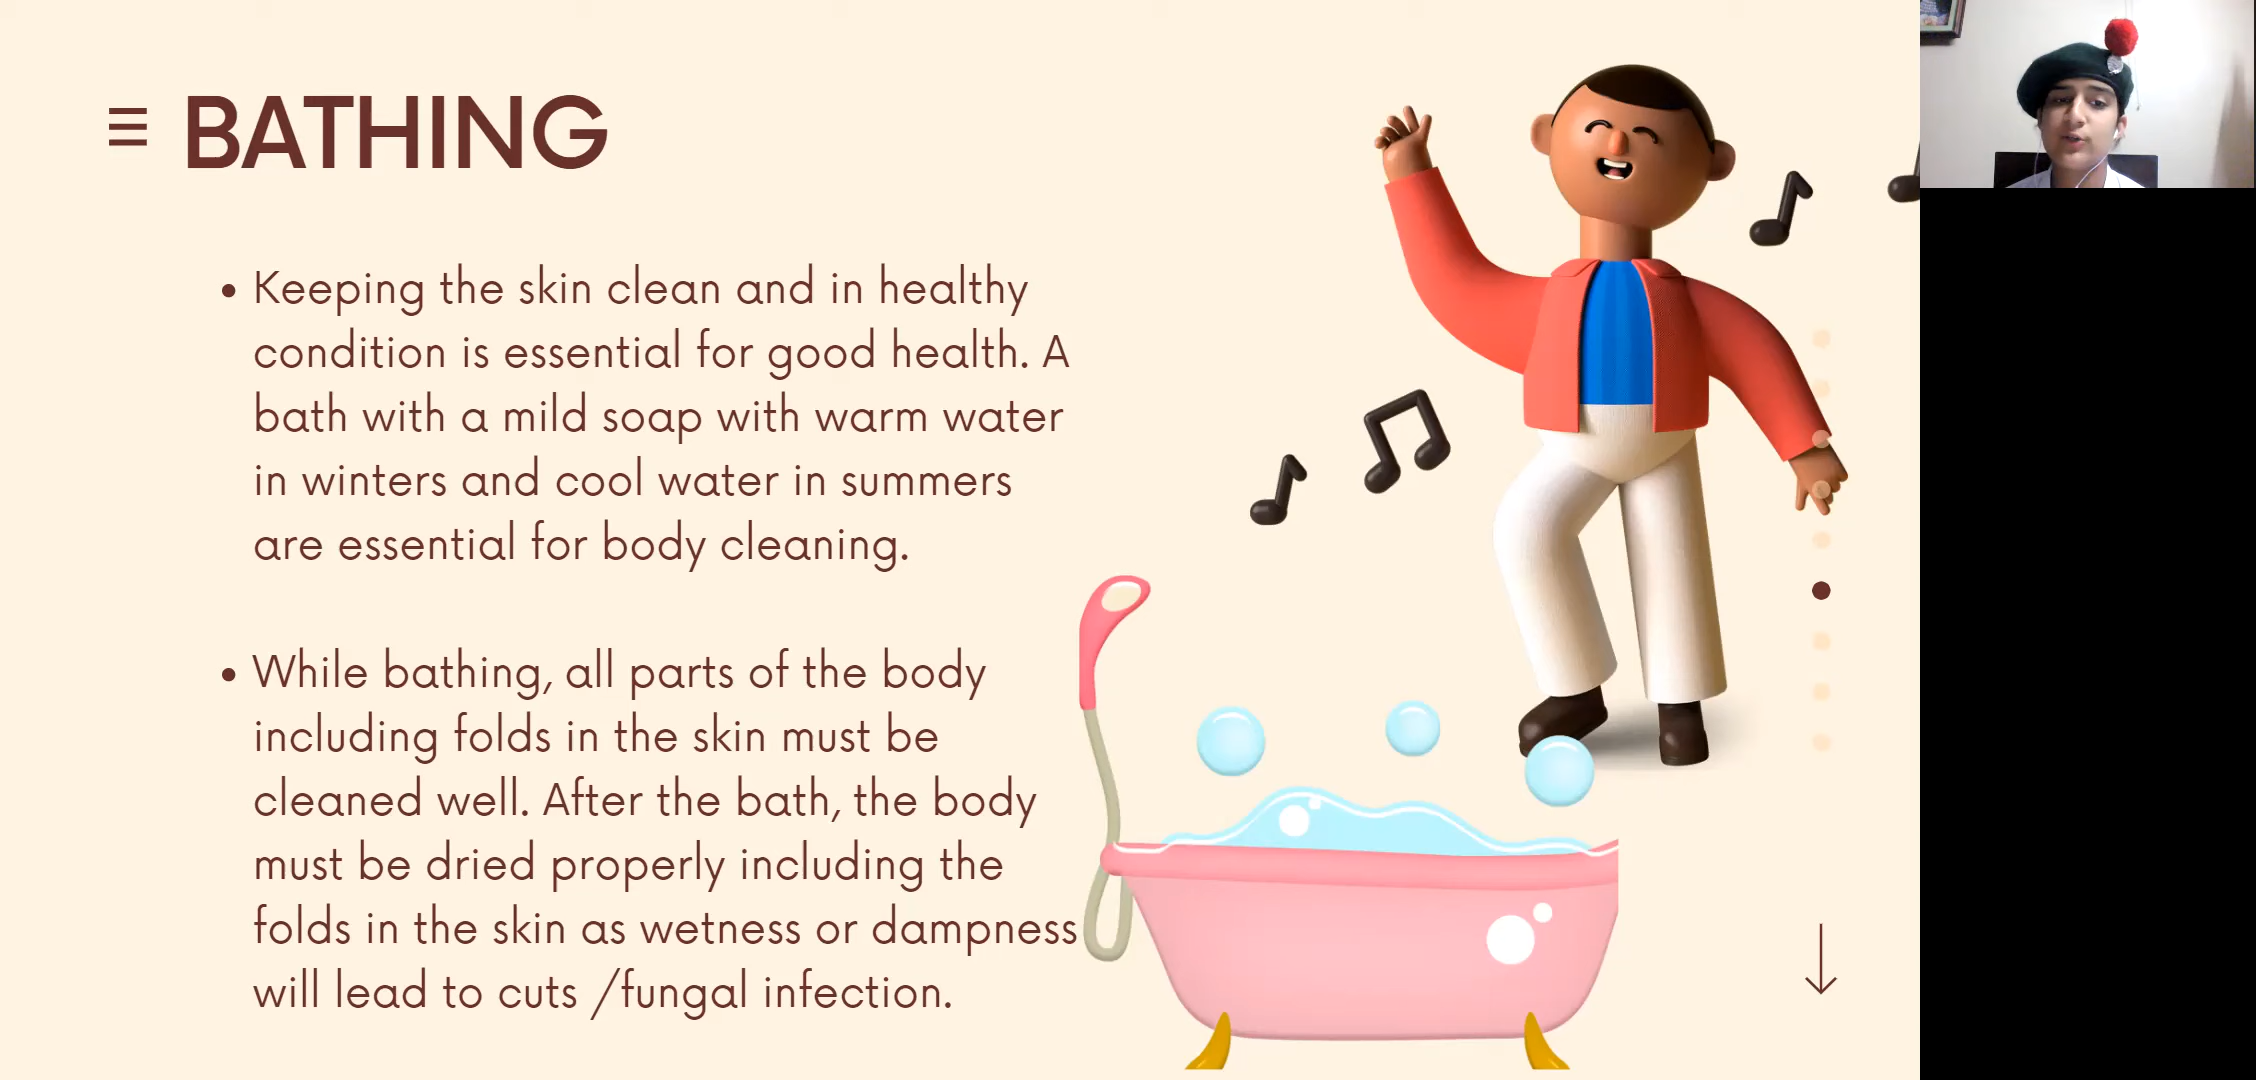 BATHING
• Keeping the skin clean and in healthy
condition is essential for good health. A
bath with a mild soap with warm water
in winters and cool water in summers
are essential for body cleaning.
• While bathing, all parts of the body
including folds in the skin must be
cleaned well. After the bath, the body
must be dried properly including the
folds in the skin as wetness or dampness
will lead to cuts /fungal infection.